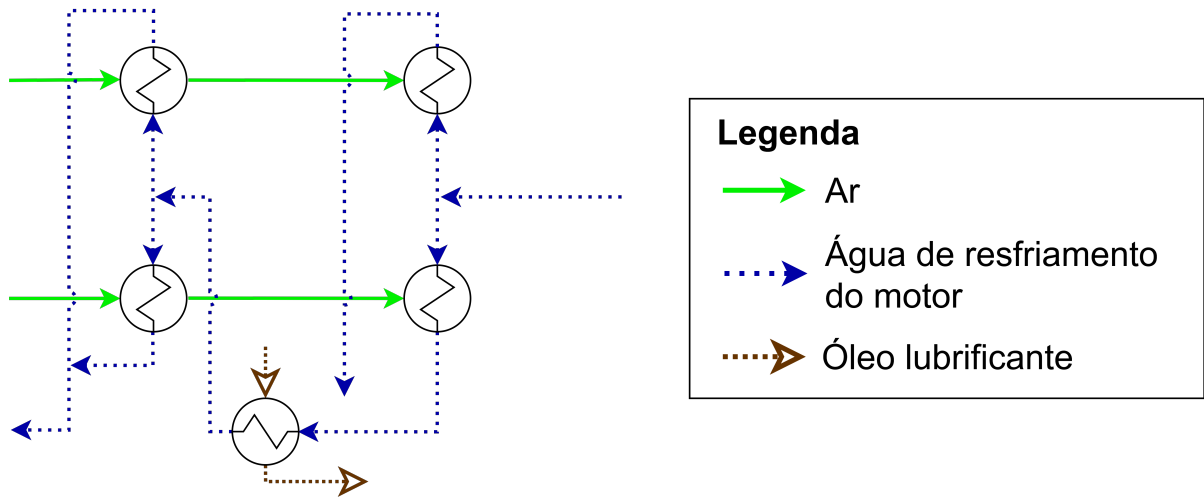 Legenda
Ar
Água de resfriamento
do motor
Óleo lubrificante